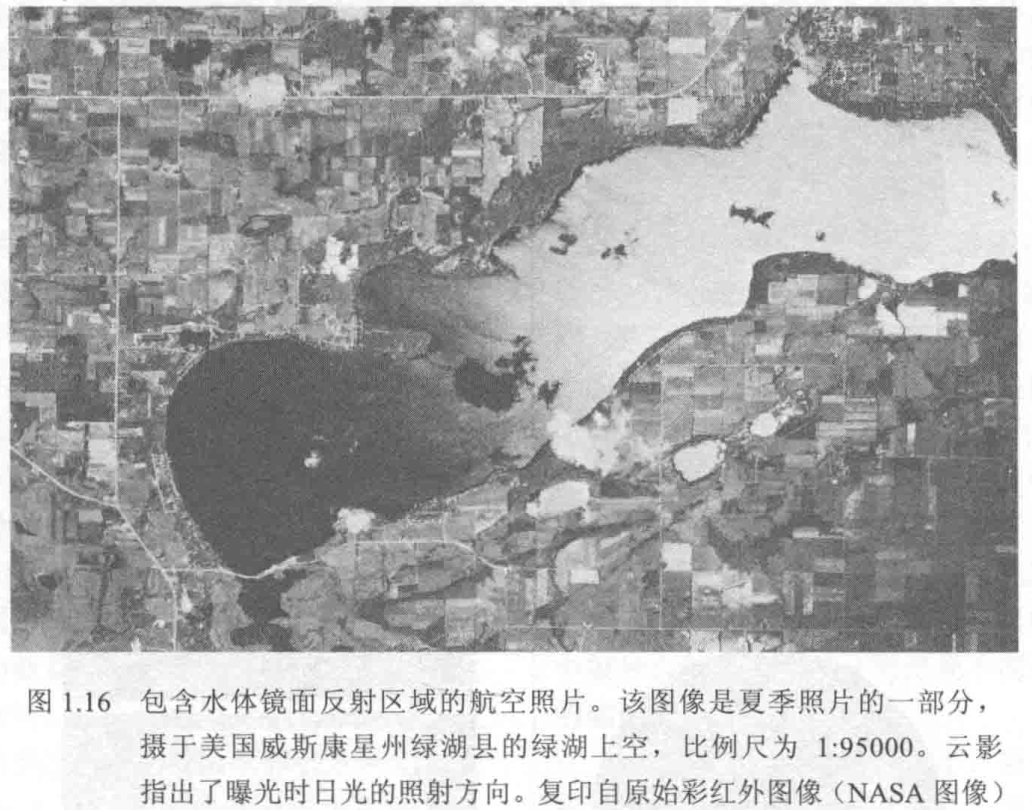 图 1.16 包含水体镜面反射区域的航空照片。该图像是夏季照片的一部分，
摄于美国威斯康星州绿湖县的绿湖上空，比例尺为 1:95000。云影
指出了曝光时日光的照射方向。复印自原始彩红外图像（NASA 图像）